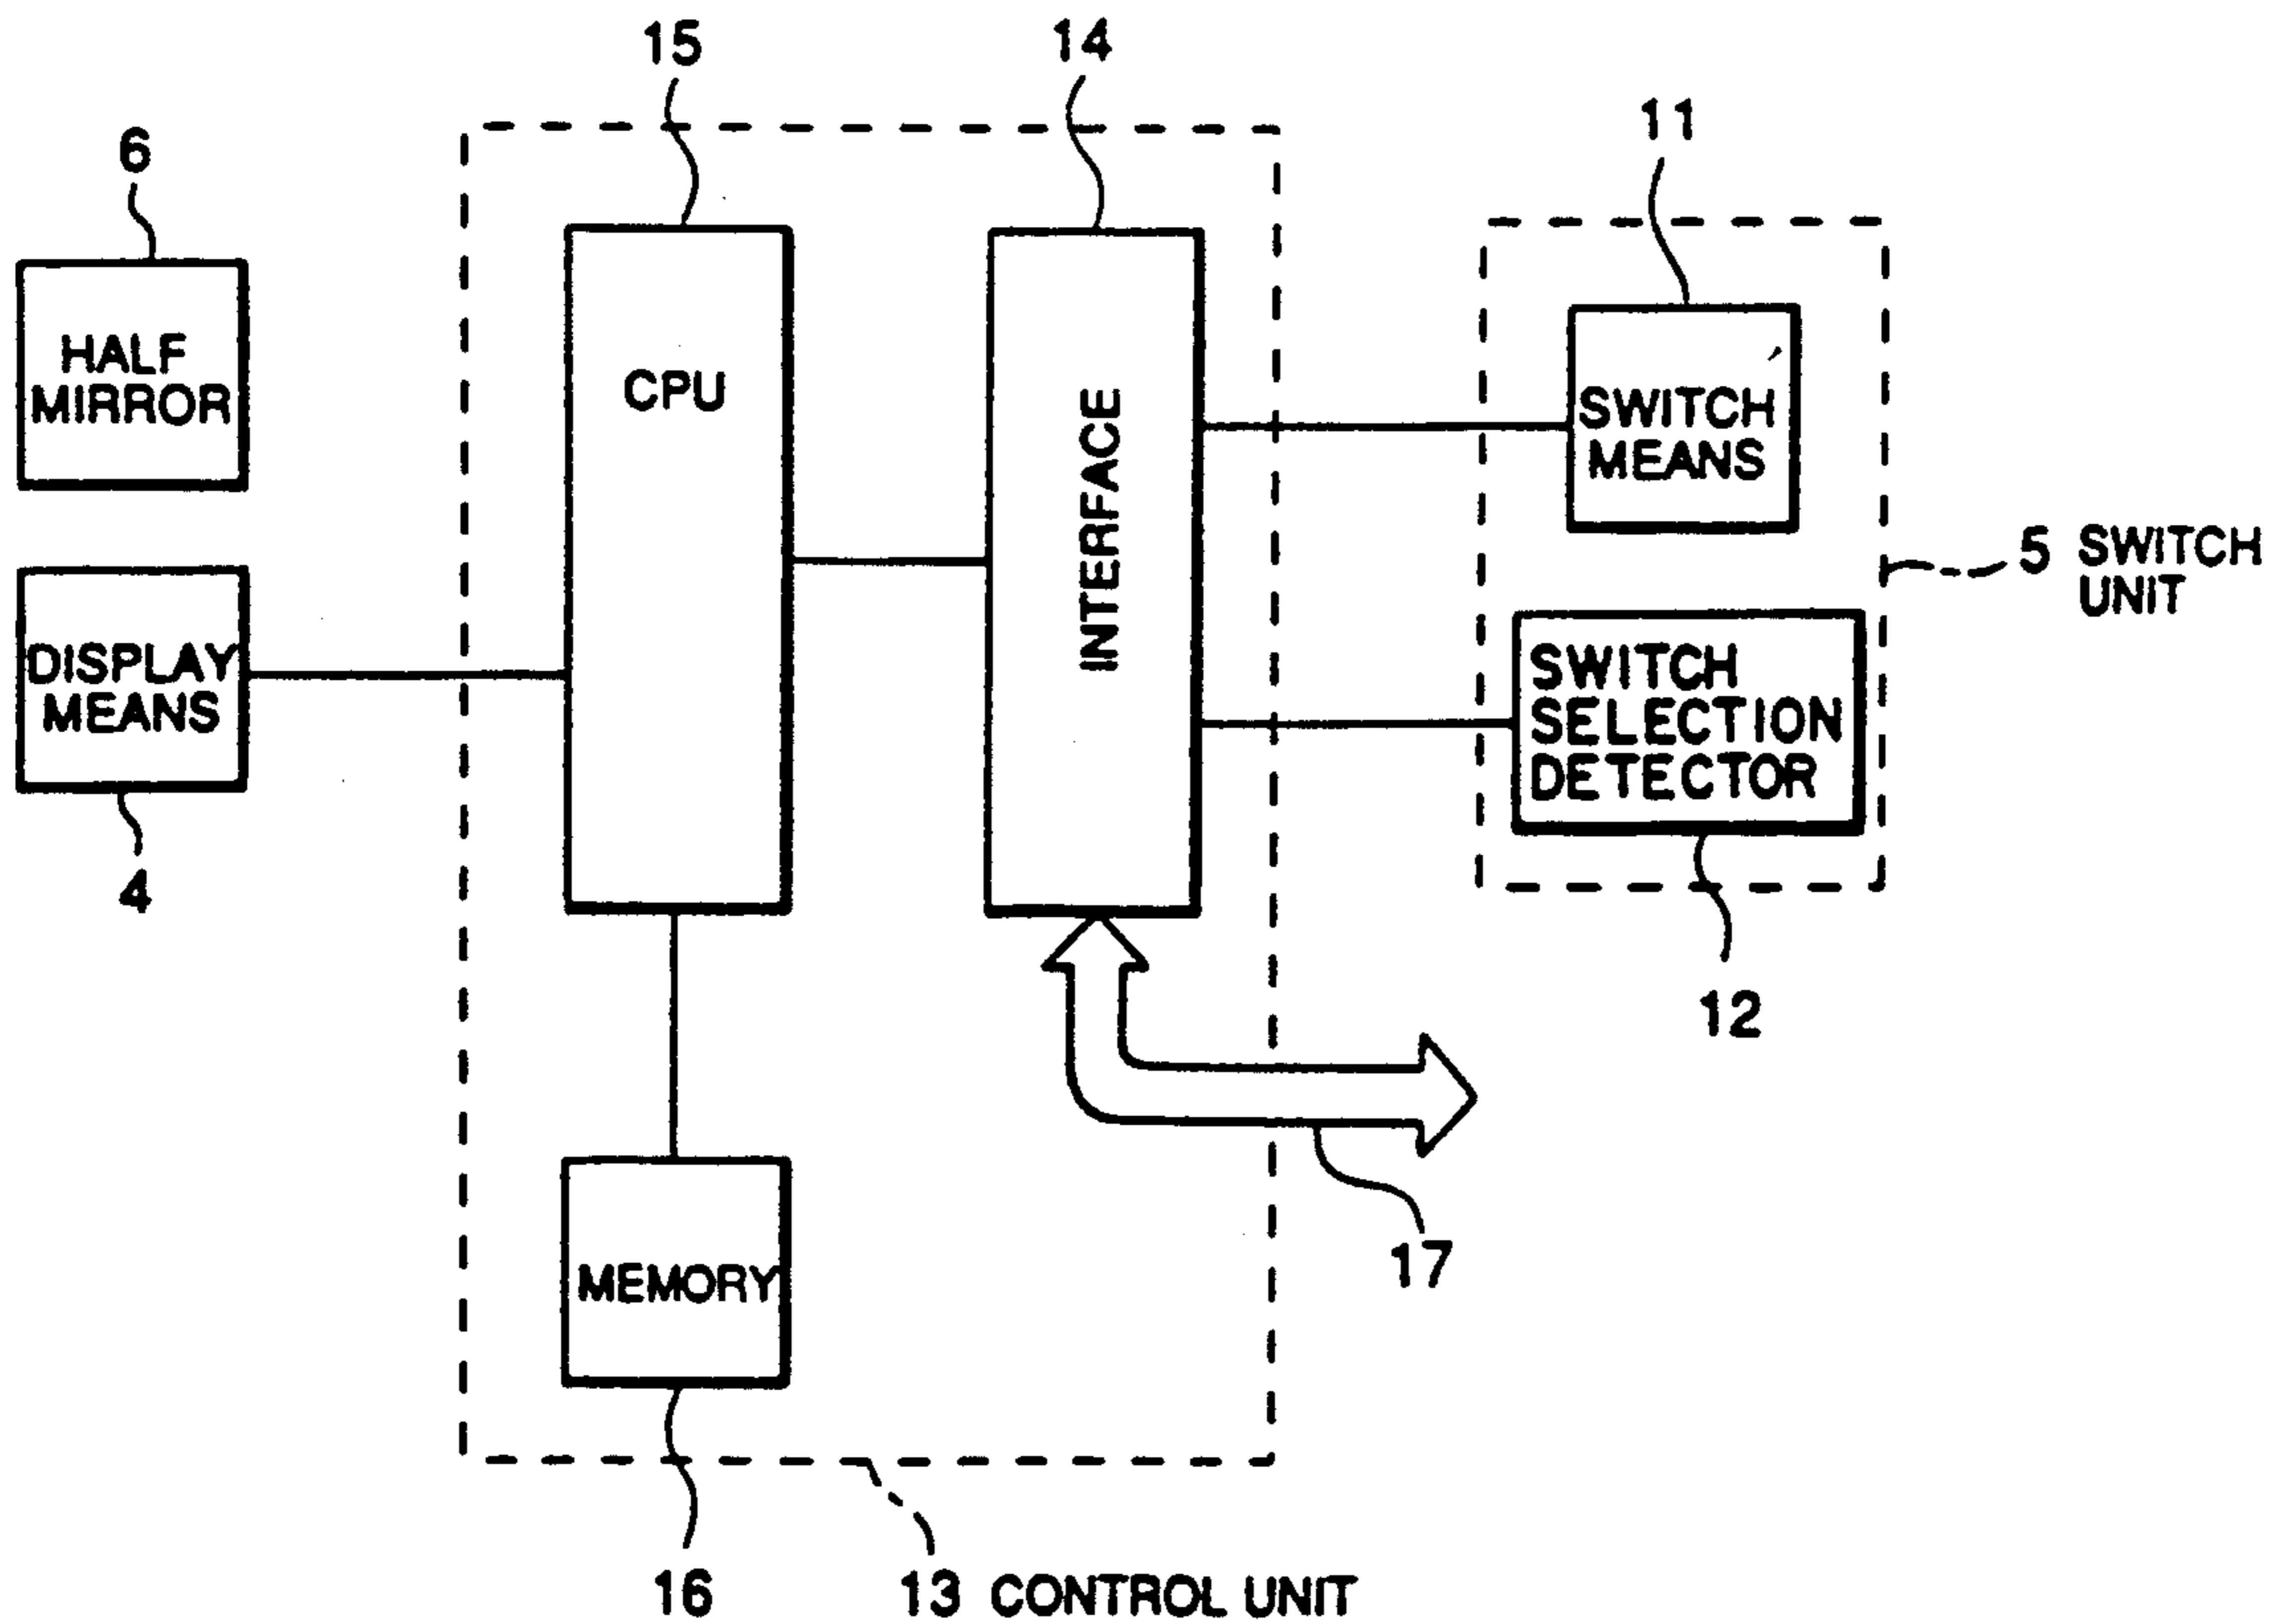 15
14
11
6
HALF
MIRROR
CPU
INTERFACE
SWITCH
MEANS
5 SWITCH
UNIT
DISPLAY
MEANS
SWITCH
SELECTION
DETECTOR
4
12
17
MEMORY
16
13 CONTROL UNIT